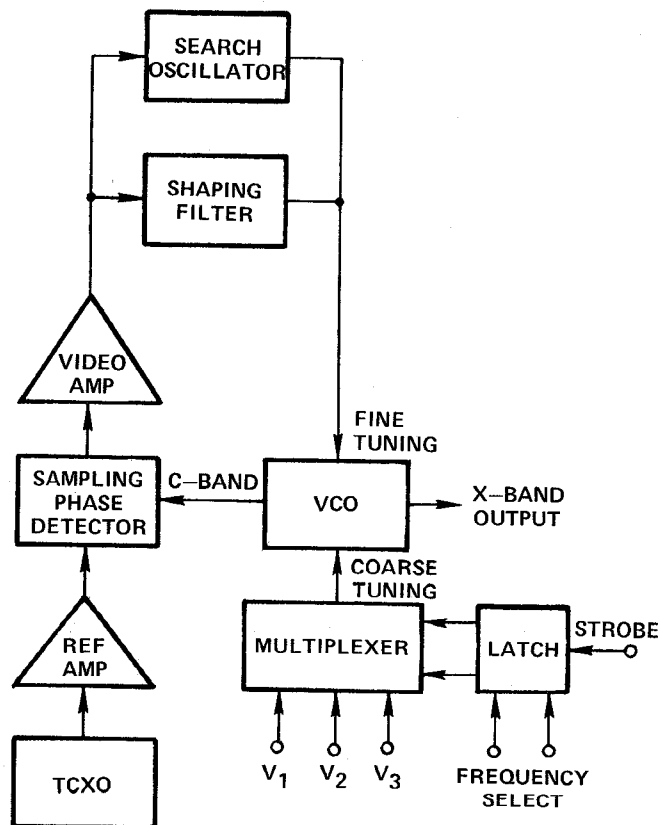 SEARCH
OSCILLATOR
SHAPING
FILTER
VIDEO
AMP
FINE
TUNING
SAMPLING
PHASE
DETECTOR
C–BAND
VCO
X–BAND
OUTPUT
COARSE
TUNING
REF
AMP
MULTIPLEXER
LATCH
STROBE
TCXO
V1
V2
V3
FREQUENCY
SELECT